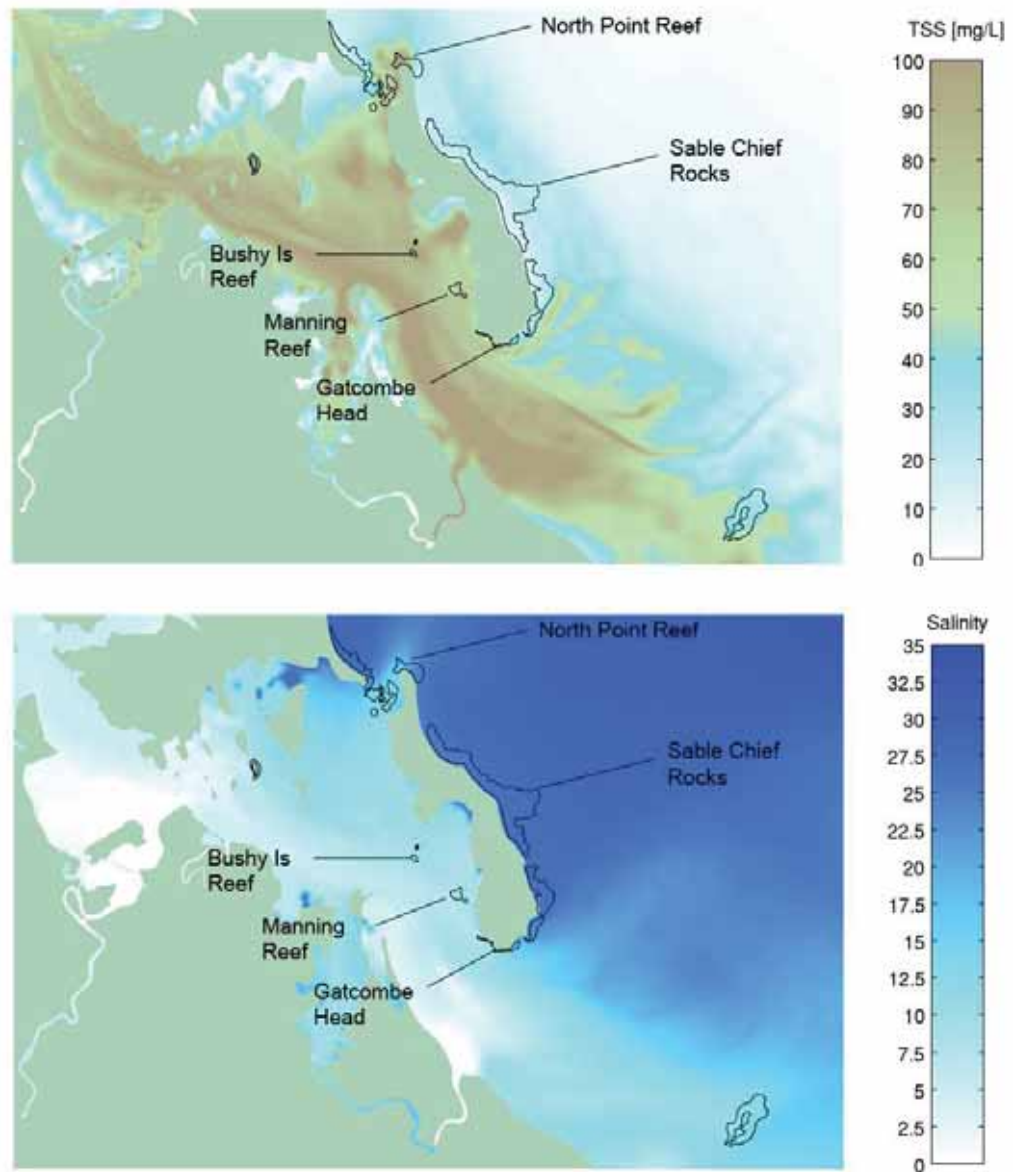 TSS [mg/L]
North Point Reef
Sable Chief
Rocks
Bushy Is
Reef
Manning
Reef
Gatcombe
Head
100
90
80
70
60
50
40
30
20
10
0
Salinity
North Point Reef
Sable Chief
Rocks
Bushy Is
Reef
Manning
Reef
Gatcombe
Head
35
32.5
30
27.5
25
22.5
20
17.5
15
12.5
10
7.5
5
2.5
0